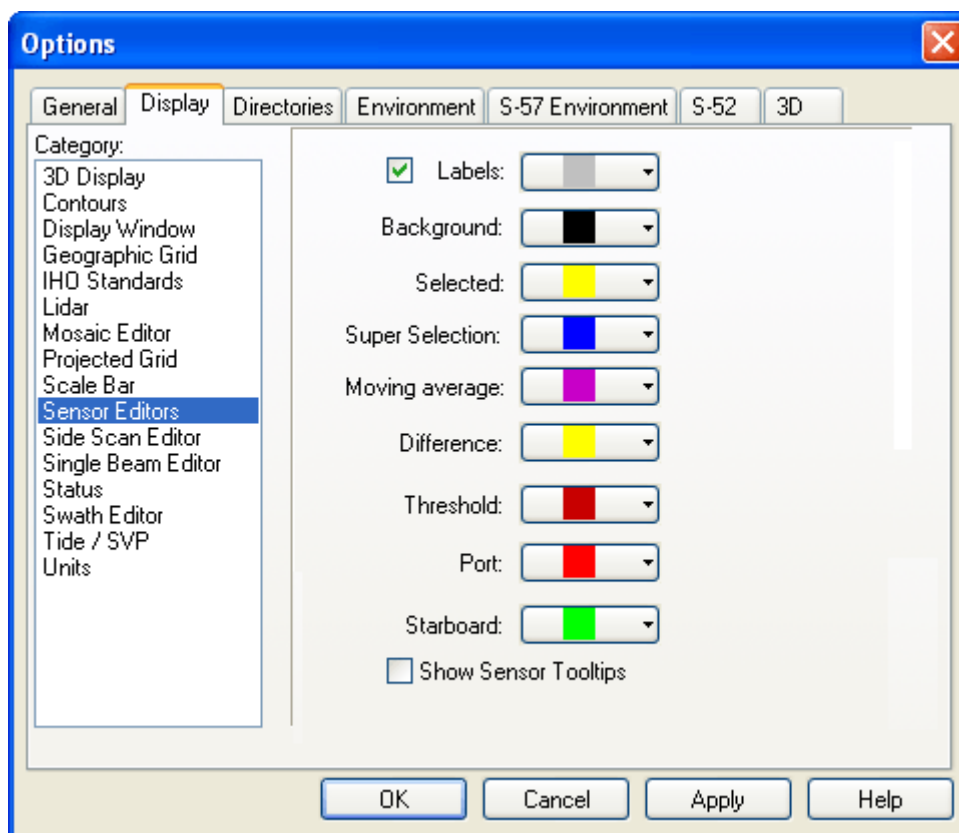 Options
General Display Directories Environment S-57 Environment S-52 3D
Category:
3D Display
Contours
Display Window
Geographic Grid
IHO Standards
Lidar
Mosaic Editor
Projected Grid
Scale Bar
Sensor Editors
Side Scan Editor
Single Beam Editor
Status
Swath Editor
Tide / SVP
Units
Labels:
Background:
Selected:
Super Selection:
Moving average:
Difference:
Threshold:
Port:
Starboard:
Show Sensor Tooltips
OK Cancel Apply Help